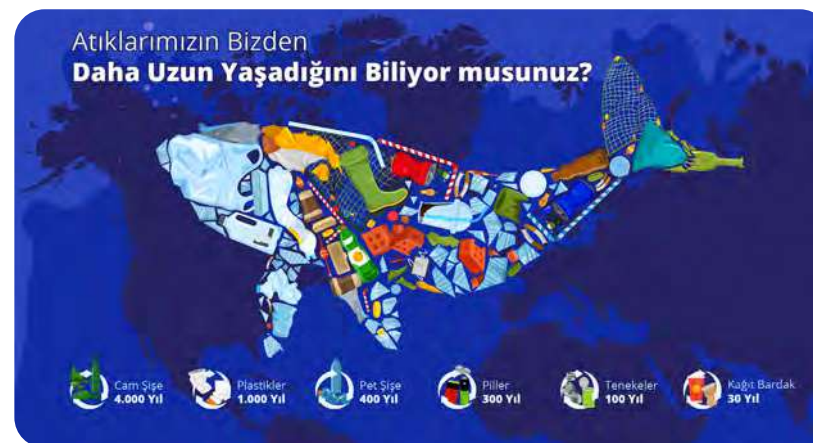 Atıklarımızın Bizden
Daha Uzun Yaşadığını Biliyor musunuz?
Cam Şişe
4.000 Yıl
Plastikler
1.000 Yıl
Pet Şişe
400 Yıl
Piller
300 Yıl
Tenekeler
100 Yıl
Kağıt Bardak
30 Yıl